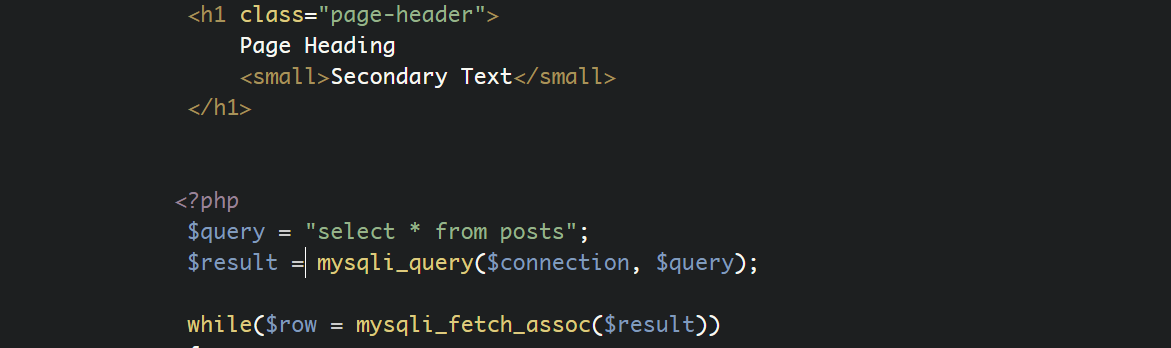 <h1 class="page-header">
Page Heading
<small>Secondary Text</small>
</h1>
<?php
$query = "select * from posts";
$result = mysqli_query($connection, $query);
while($row = mysqli_fetch_assoc($result))